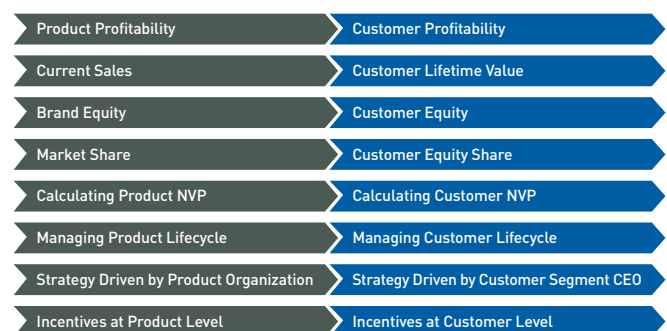 Product Profitability
Customer Profitability
Current Sales
Customer Lifetime Value
Brand Equity
Customer Equity
Market Share
Customer Equity Share
Calculating Product NVP
Calculating Customer NVP
Managing Product Lifecycle
Managing Customer Lifecycle
Strategy Driven by Product Organization
Strategy Driven by Customer Segment CEO
Incentives at Product Level
Incentives at Customer Level